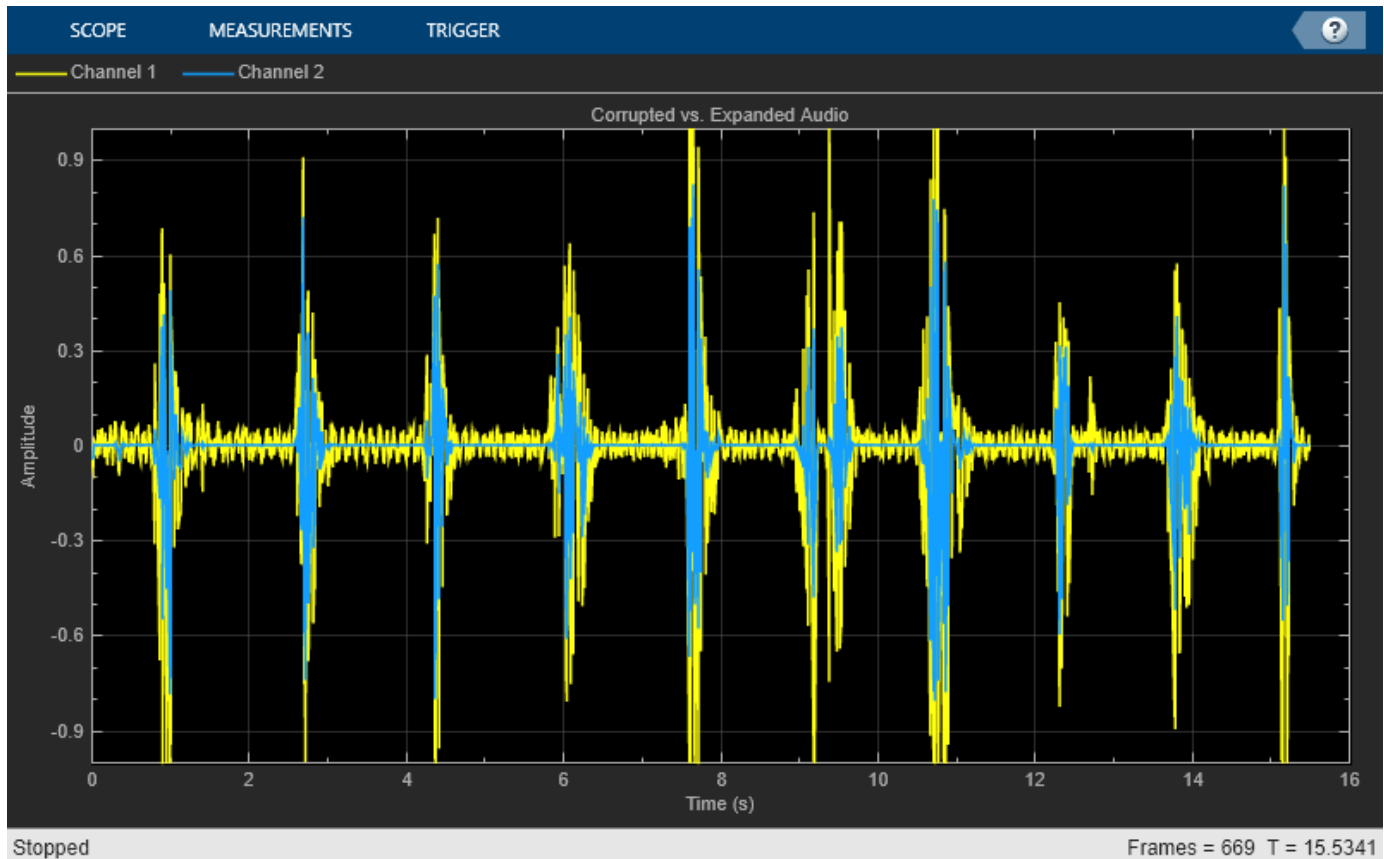 SCOPE MEASUREMENTS TRIGGER ?
Channel 1 Channel 2
Corrupted vs. Expanded Audio
0.9
0.6
0.3
0
-0.3
-0.6
-0.9
Amplitude
0 2 4 6 8 10 12 14 16
Time (s)
Stopped Frames = 669 T = 15.5341